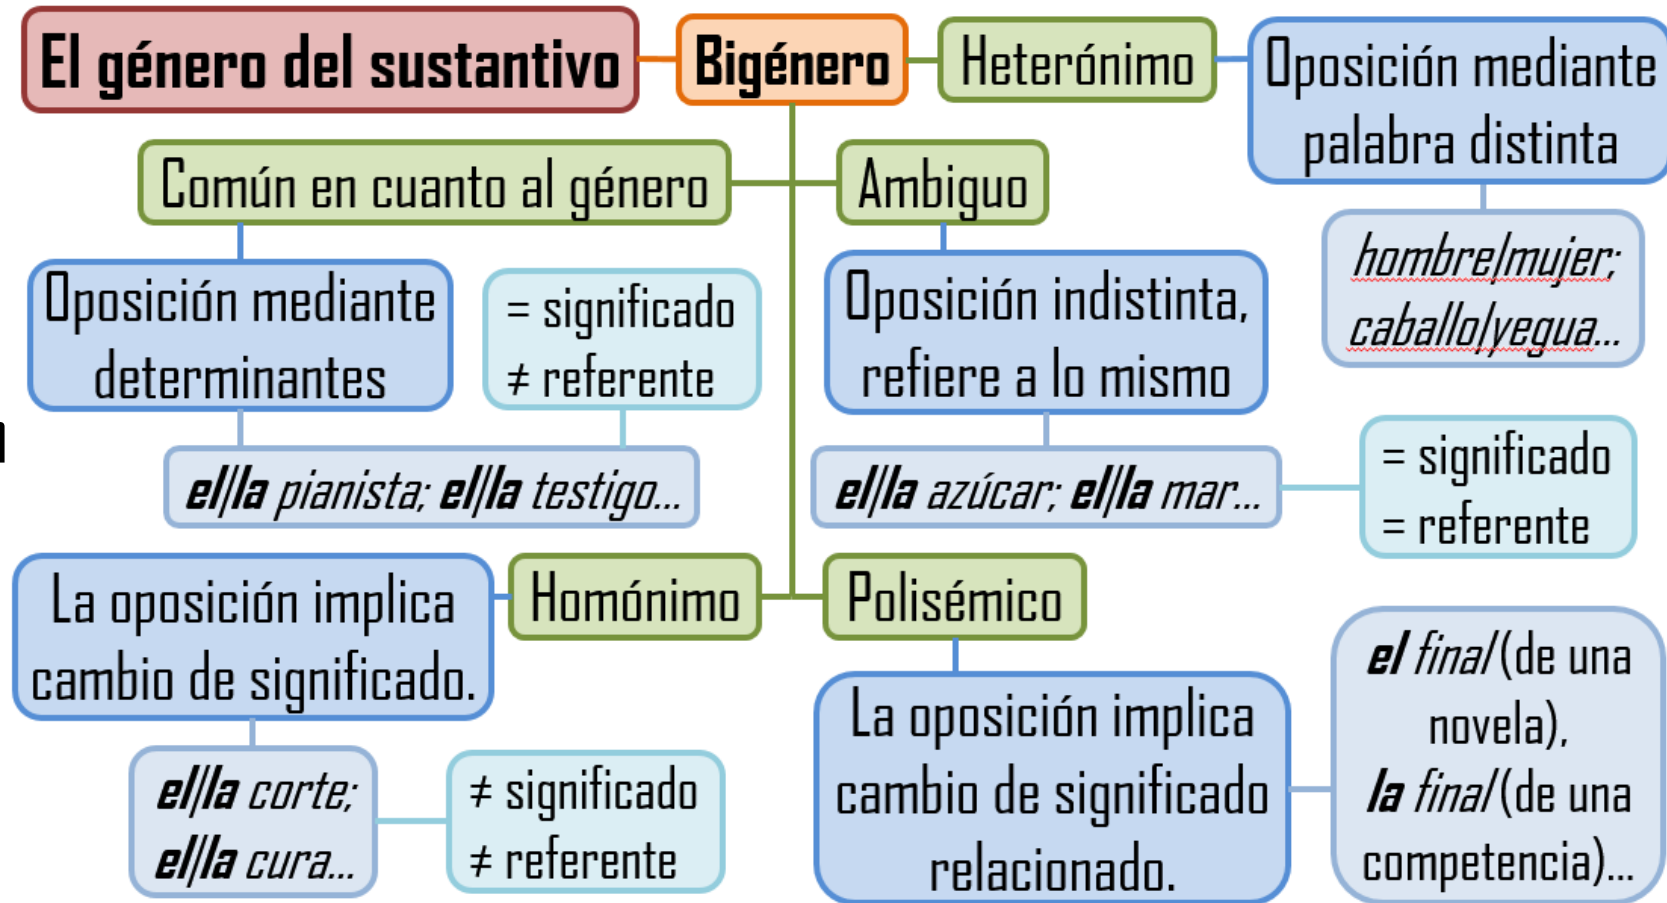 El género del sustantivo
Bigénero
Heterónimo
Oposición mediante
palabra distinta
hombre/mujer;
caballo/yegua...
Común en cuanto al género
Oposición mediante
determinantes
= significado
≠ referente
el/la pianista; el/la testigo...
Ambiguo
Oposición indistinta,
refiere a lo mismo
el/la azúcar; el/la mar...
= significado
= referente
Homónimo
La oposición implica
cambio de significado.
el/la corte;
el/la cura...
≠ significado
≠ referente
Polisémico
La oposición implica
cambio de significado
relacionado.
el final (de una
novela),
la final (de una
competencia)...